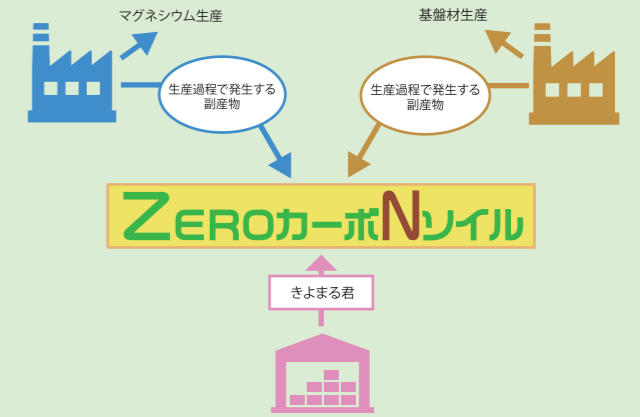 マグネシウム生産
基盤材生産
生産過程で発生する
副産物
生産過程で発生する
副産物
ZEROカーボNソイル
きよまる君